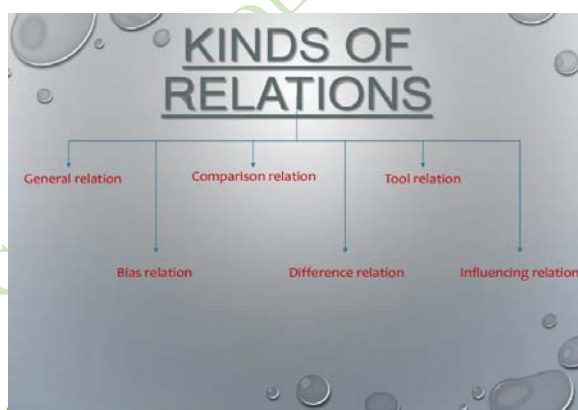 KINDS OF
RELATIONS
General relation
Comparison relation
Tool relation
Bias relation
Difference relation
Influencing relation